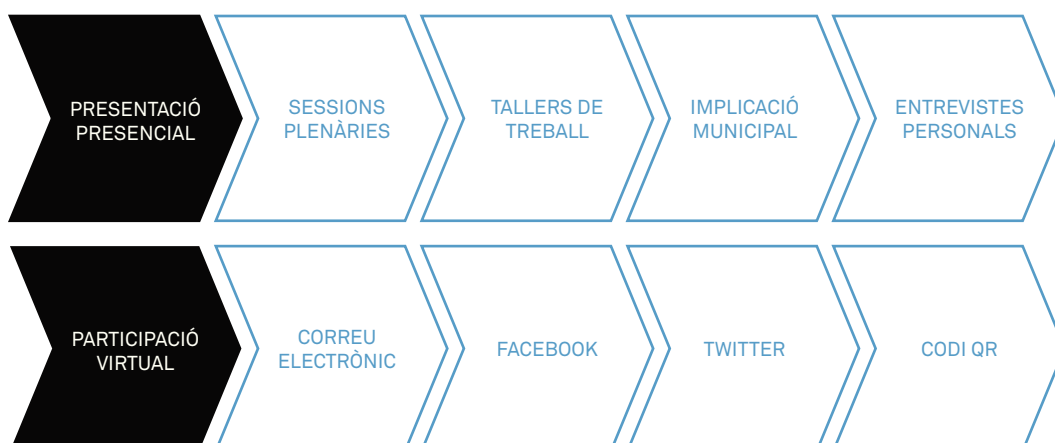 PRESENTACIÓ
PRESENCIAL
SESSIONS
PLENÀRIES
TALLERS DE
TREBALL
IMPLICACIÓ
MUNICIPAL
ENTREVISTES
PERSONALS
PARTICIPACIÓ
VIRTUAL
CORREU
ELECTRÒNIC
FACEBOOK
TWITTER
CODI QR